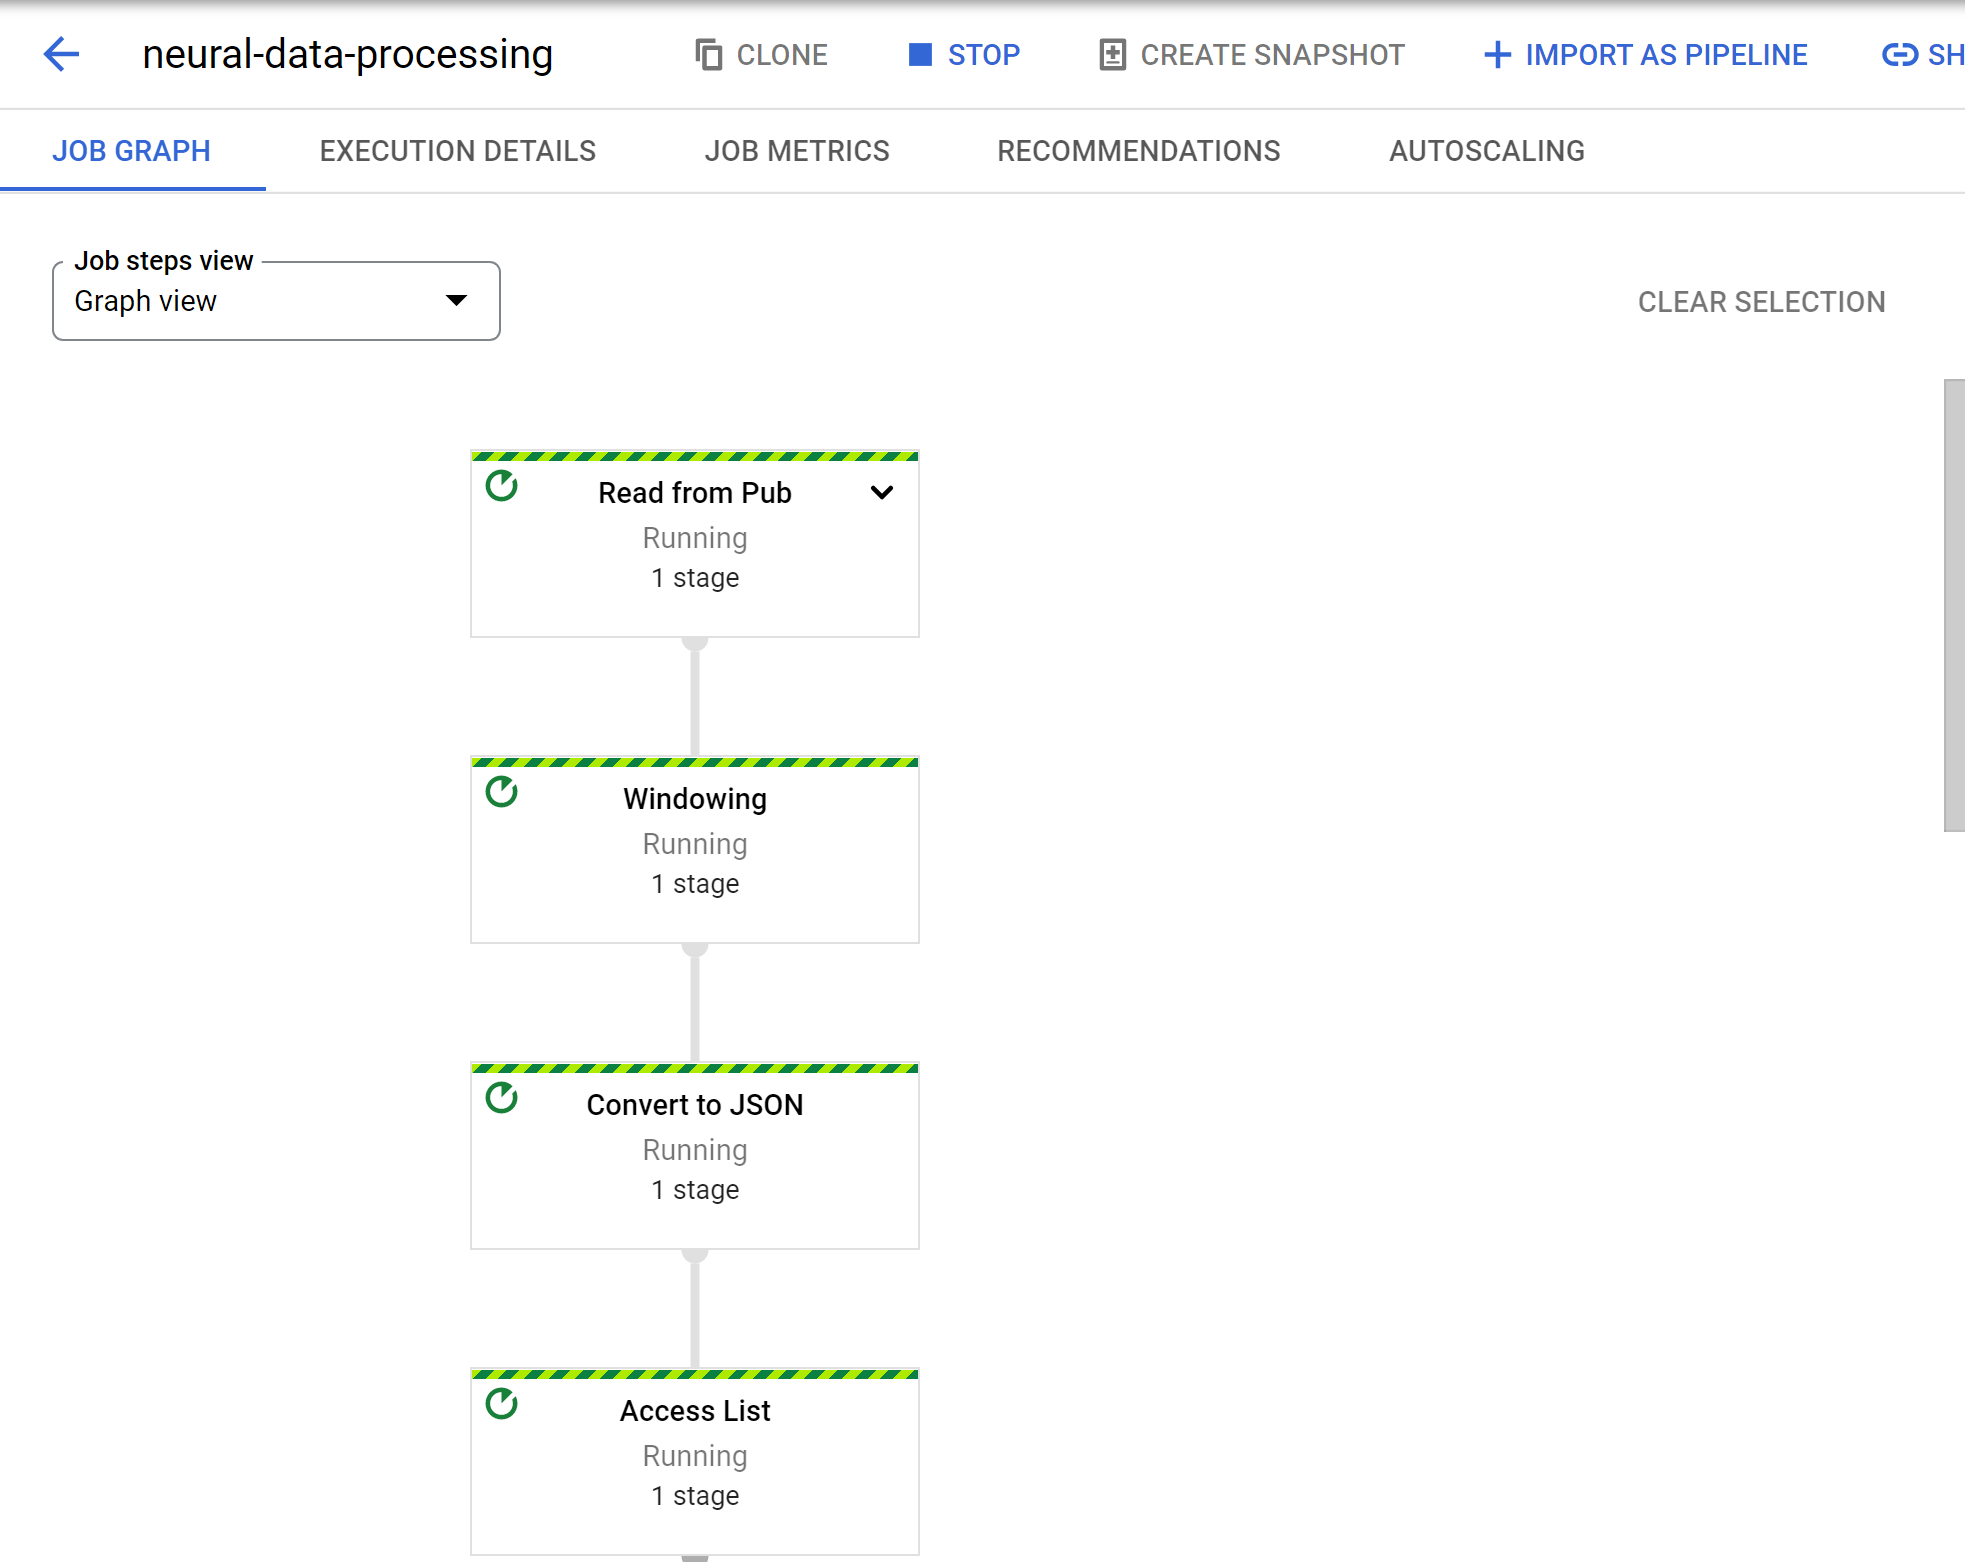 neural-data-processing CLONE STOP CREATE SNAPSHOT IMPORT AS PIPELINE SH
JOB GRAPH EXECUTION DETAILS JOB METRICS RECOMMENDATIONS AUTOSCALING
Job steps view
Graph view
CLEAR SELECTION
Read from Pub
Running
1 stage
Windowing
Running
1 stage
Convert to JSON
Running
1 stage
Access List
Running
1 stage